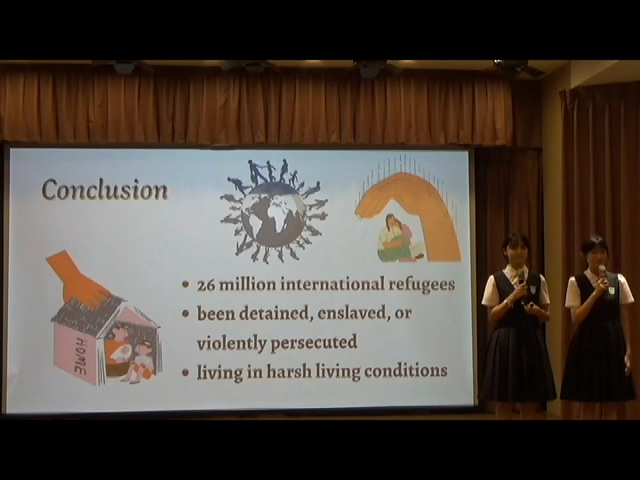 Conclusion
HOME
• 26 million international refugees
• been detained, enslaved, or
violently persecuted
• living in harsh living conditions